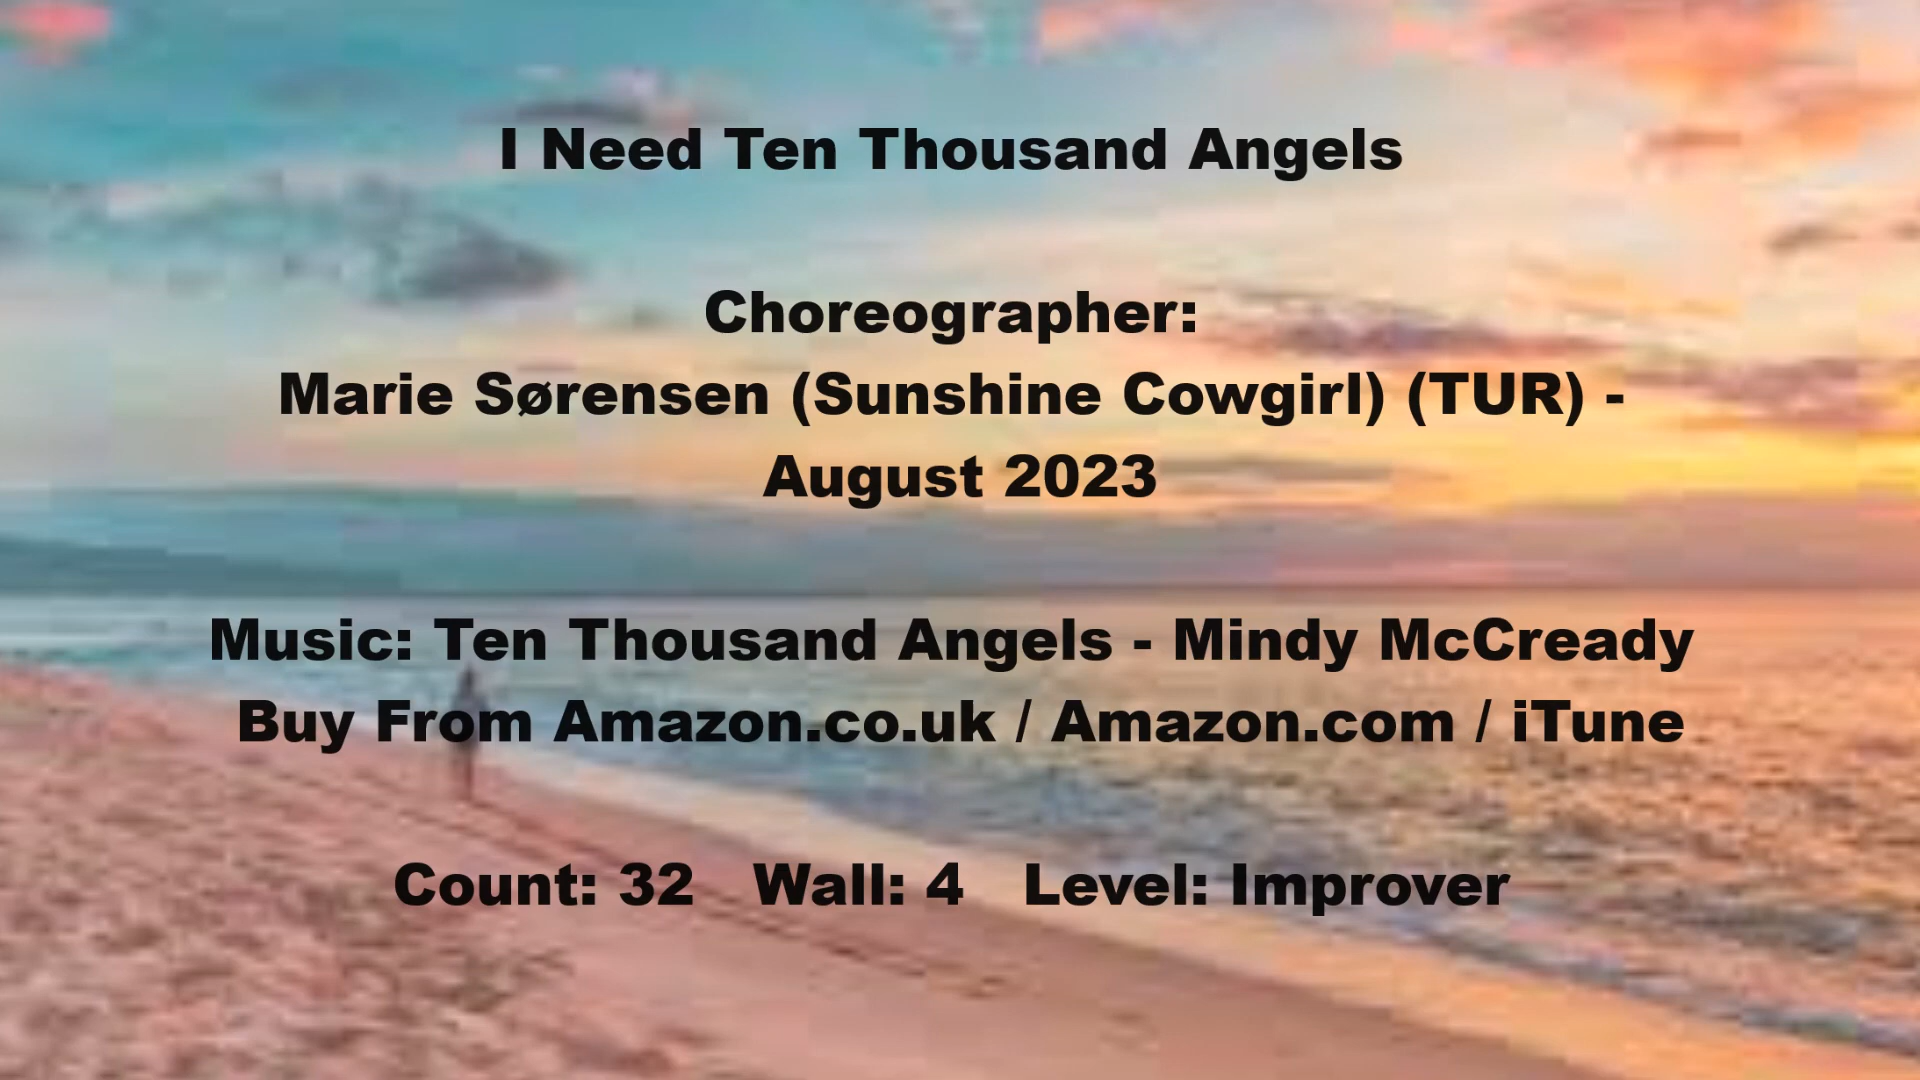 I Need Ten Thousand Angels
Choreographer:
Marie Sørensen (Sunshine Cowgirl) (TUR) -
August 2023
Music: Ten Thousand Angels - Mindy McCready
Buy From Amazon.co.uk / Amazon.com / iTune
Count: 32   Wall: 4   Level: Improver